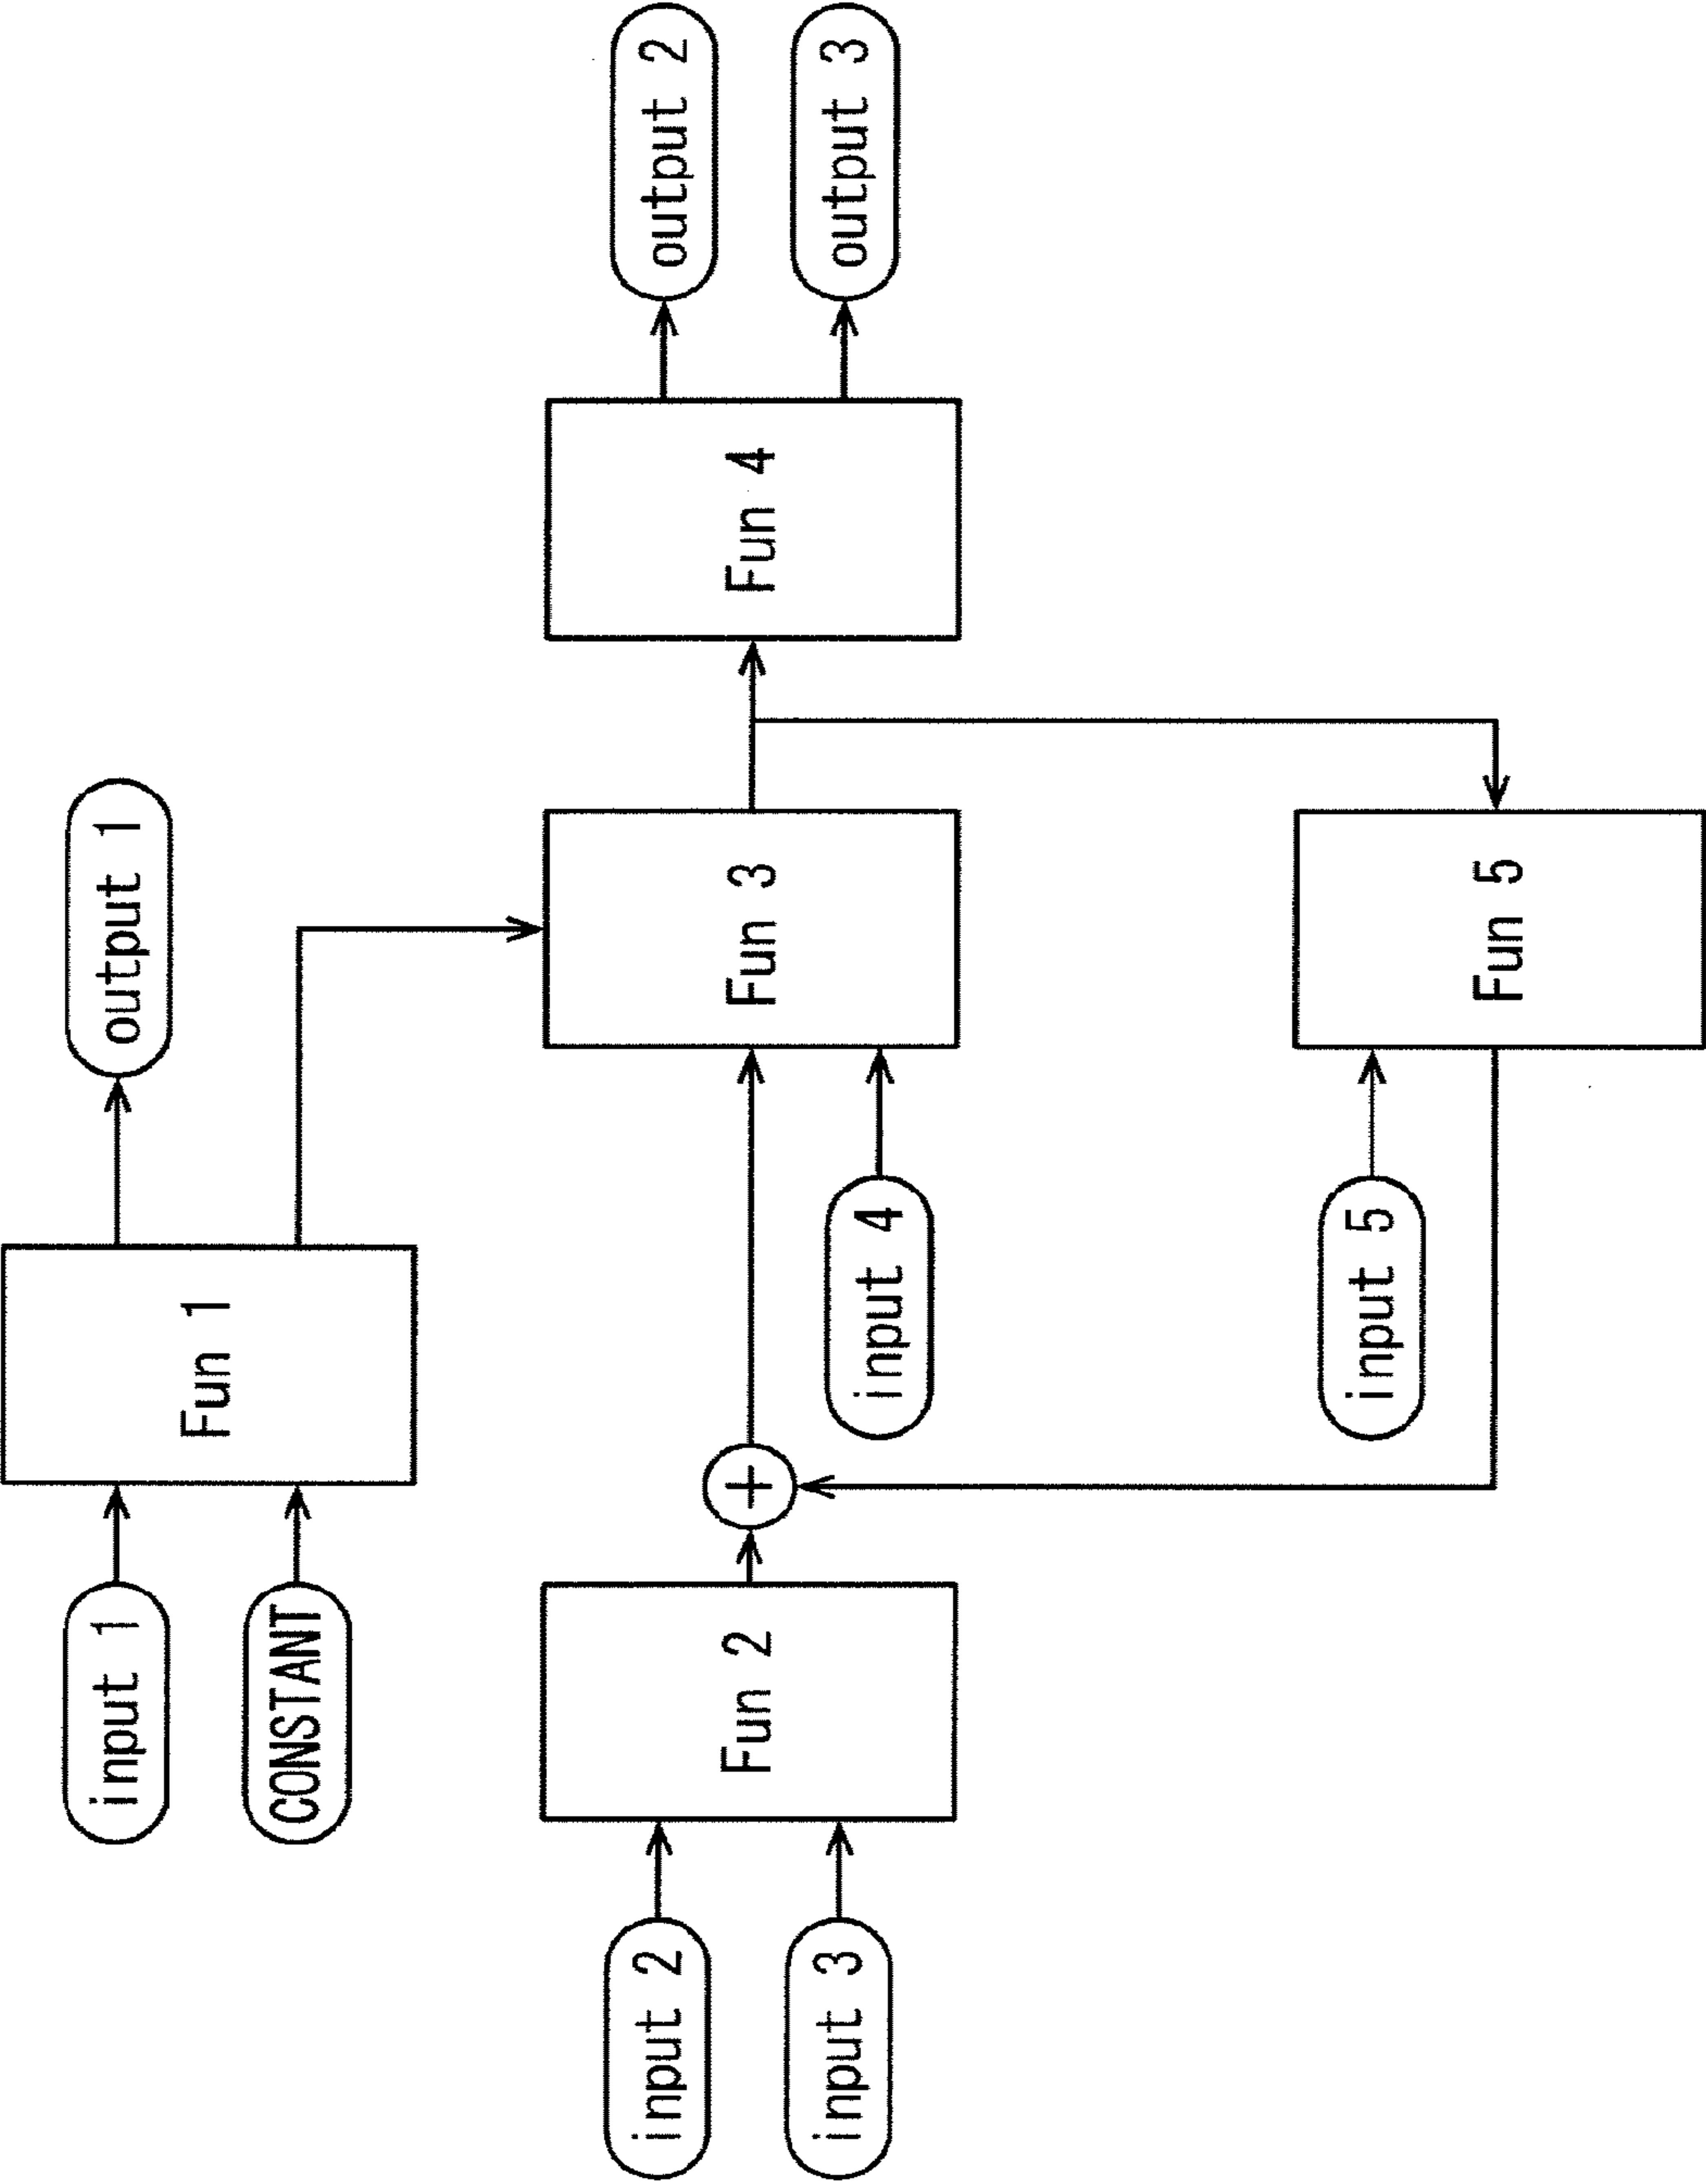 input 1
CONSTANT
Fun 1
output 1
input 2
input 3
Fun 2
+
input 4
Fun 3
Fun 4
output 2
output 3
input 5
Fun 5